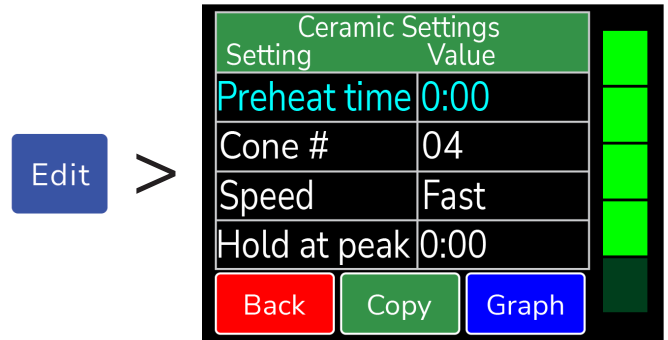 Edit >
Ceramic Settings
Setting Value
Preheat time 0:00
Cone # 04
Speed Fast
Hold at peak 0:00
Back Copy Graph